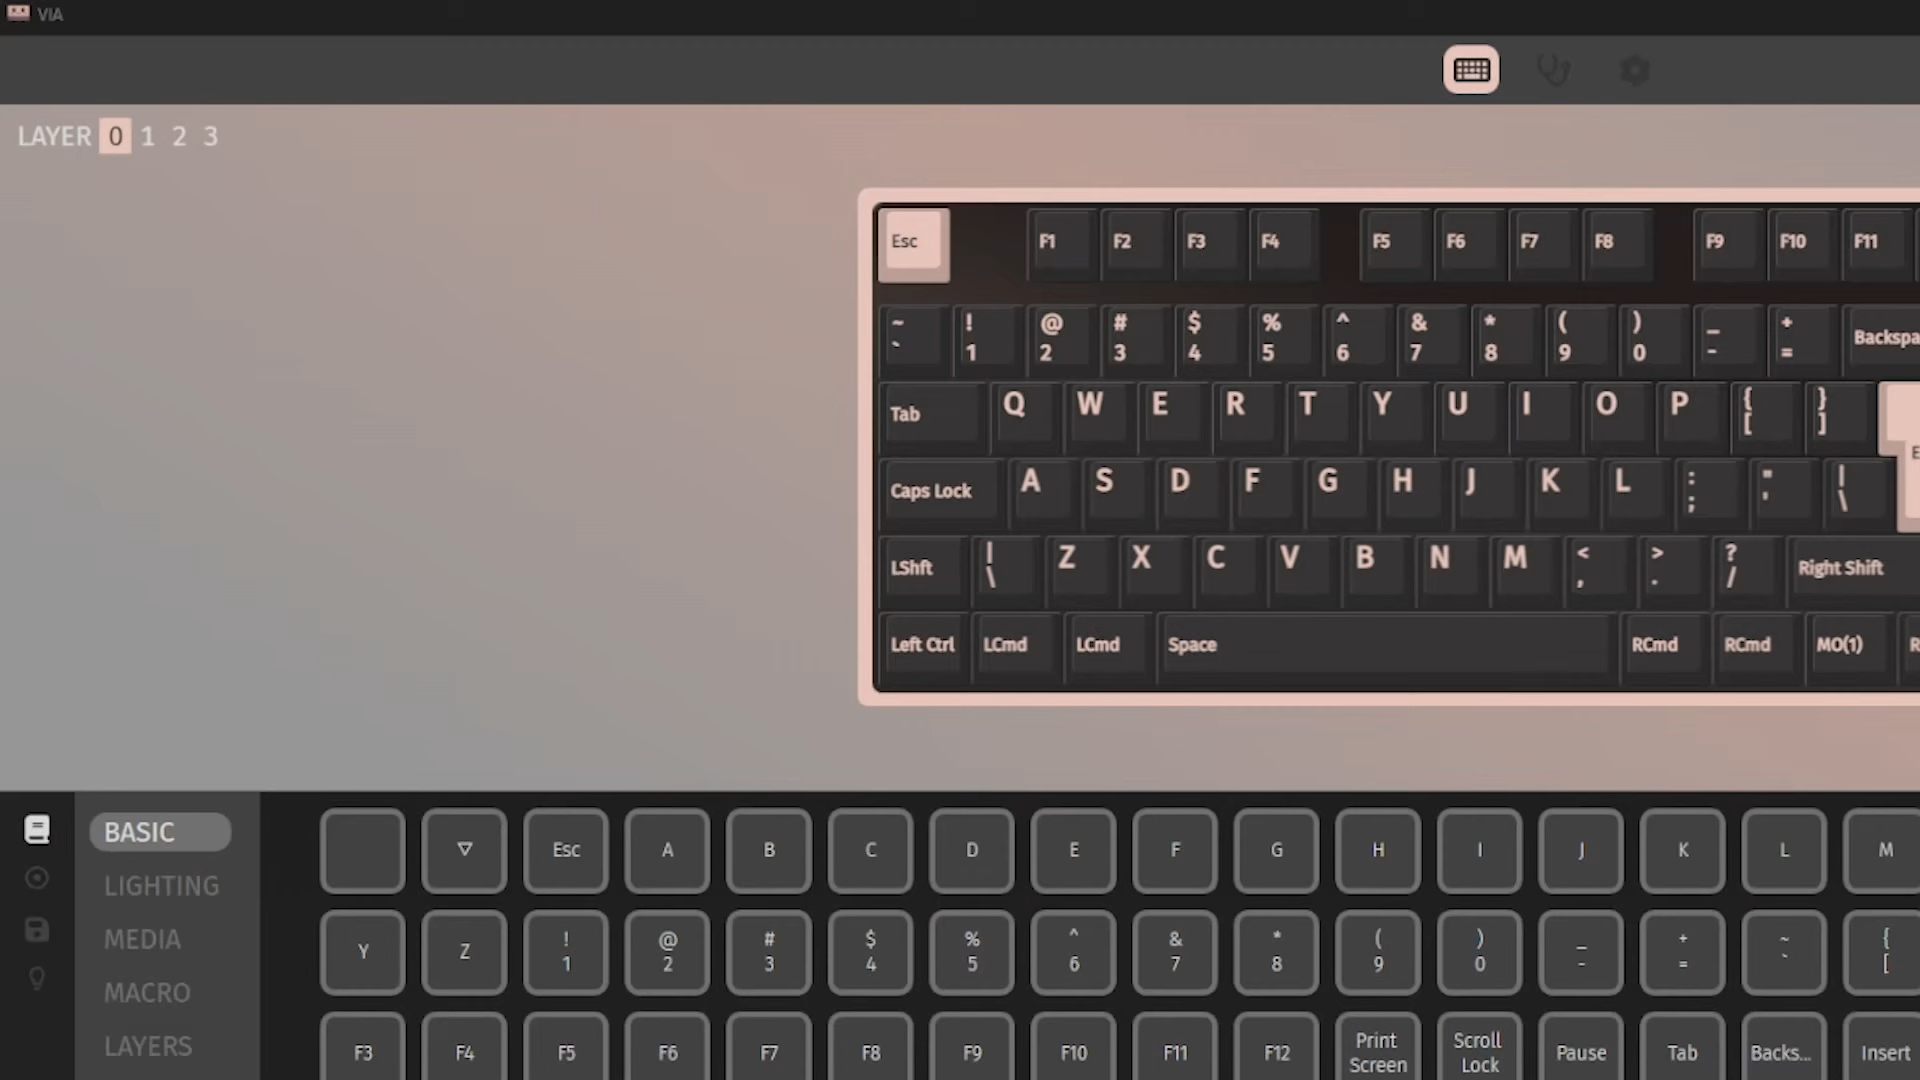 VIA
LAYER 0 1 2 3
Esc F1 F2 F3 F4 F5 F6 F7 F8 F9 F10 F11
~ ! @ # $ % ^ & * ( ) _ +
` 1 2 3 4 5 6 7 8 9 0 - = Backspa
Tab Q W E R T Y U I O P { }
[ ]
Caps Lock A S D F G H J K L : " |
; ' \
E
LShft | Z X C V B N M < > ? Right Shift
\ , . /
Left Ctrl LCmd LCmd Space RCmd RCmd MO(1) R
BASIC
LIGHTING
MEDIA
MACRO
LAYERS
▽ Esc A B C D E F G H I J K L M
Y Z ! @ # $ % ^ & * ( ) _ + ~ {
1 2 3 4 5 6 7 8 9 0 - = ` [
F3 F4 F5 F6 F7 F8 F9 F10 F11 F12 Print Scroll Pause Tab Backs... Insert
Screen Lock